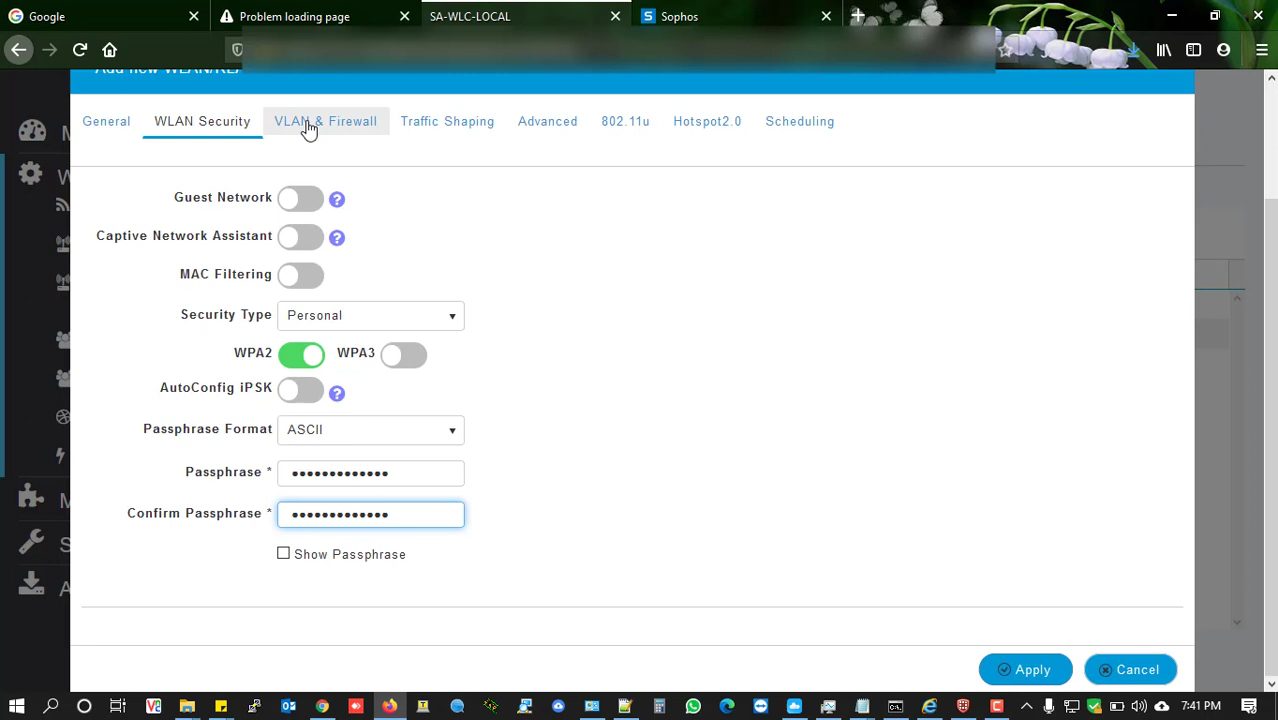 Google
Problem loading page
SA-WLC-LOCAL
Sophos
General
WLAN Security
VLAN & Firewall
Traffic Shaping
Advanced
802.11u
Hotspot2.0
Scheduling
Guest Network
Captive Network Assistant
MAC Filtering
Security Type Personal
WPA2 WPA3
AutoConfig iPSK
Passphrase Format ASCII
Passphrase *
Confirm Passphrase *
Show Passphrase
Apply Cancel
7:41 PM